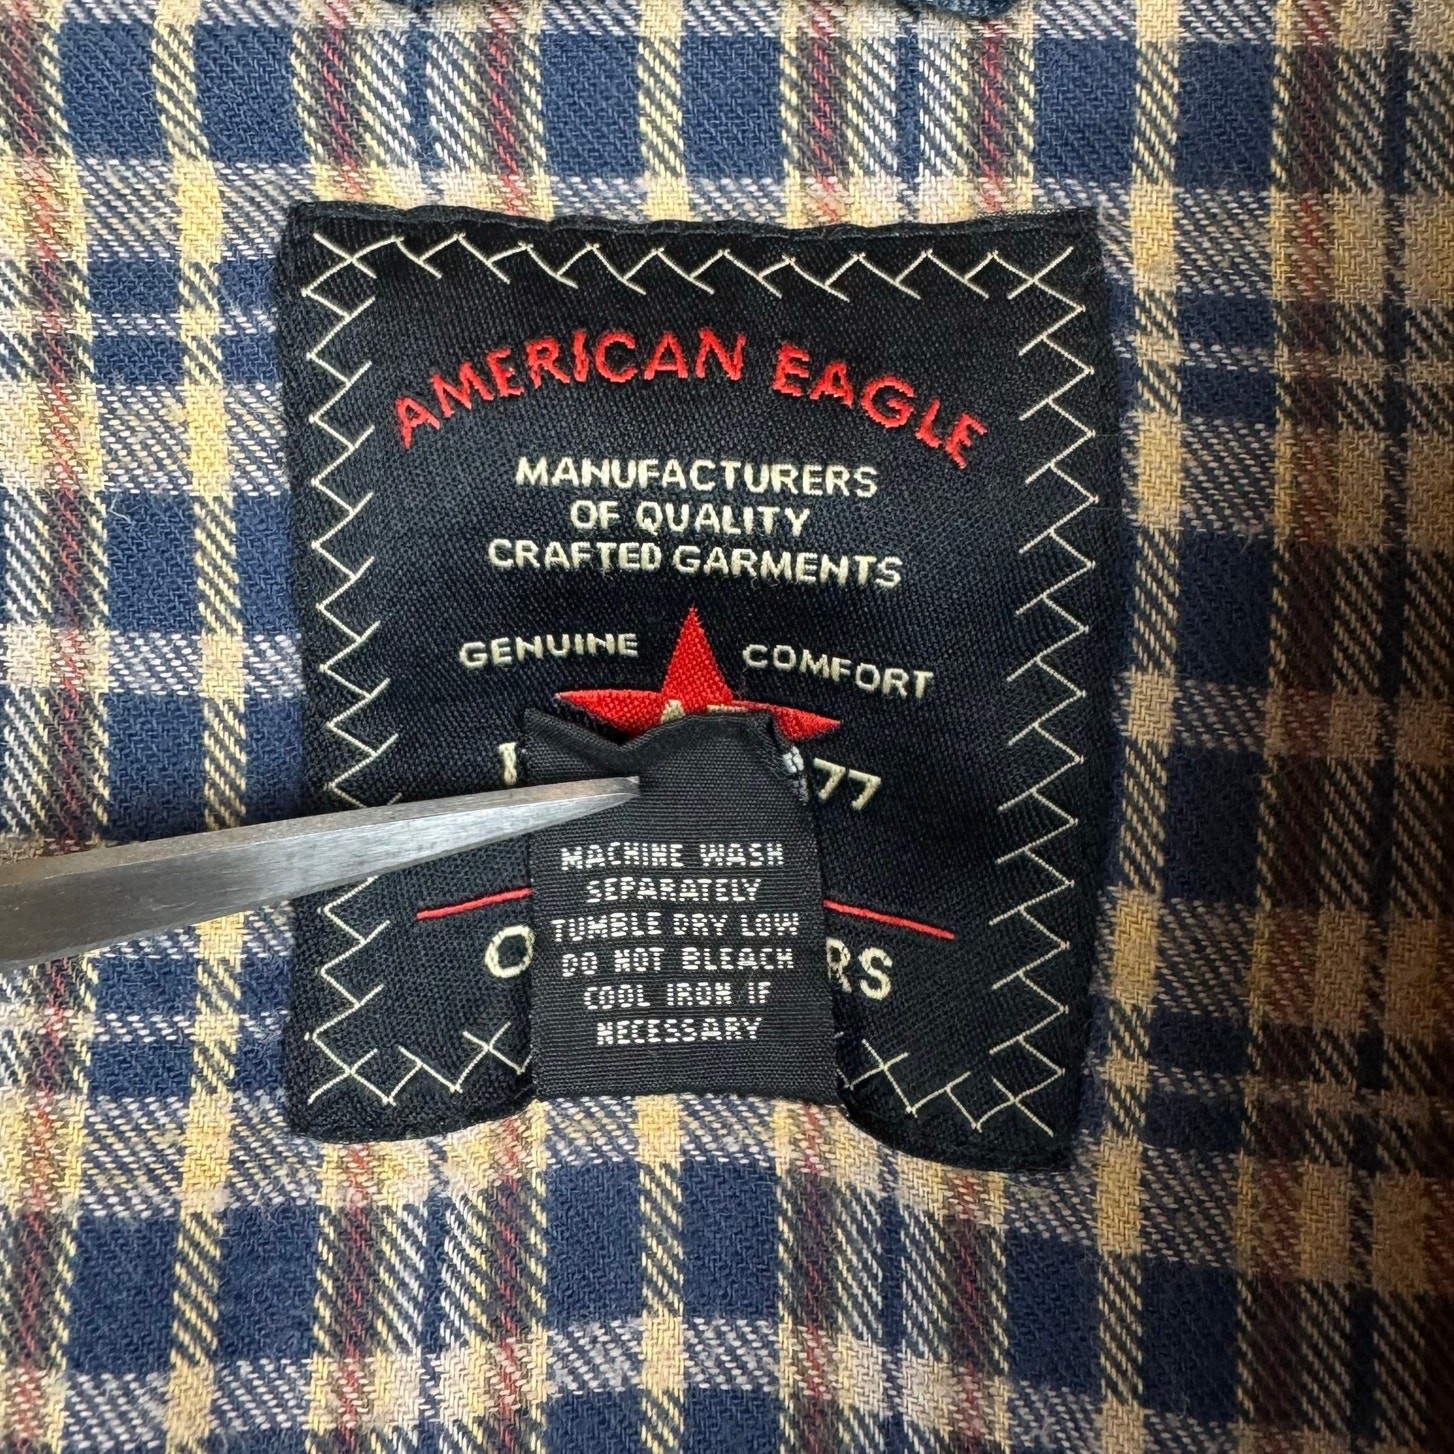 AMERICAN EAGLE
MANUFACTURERS
OF QUALITY
CRAFTED GARMENTS
GENUINE COMFORT
77
MACHINE WASH
SEPARATELY
TUMBLE DRY LOW
DO NOT BLEACH
COOL IRON IF
NECESSARY